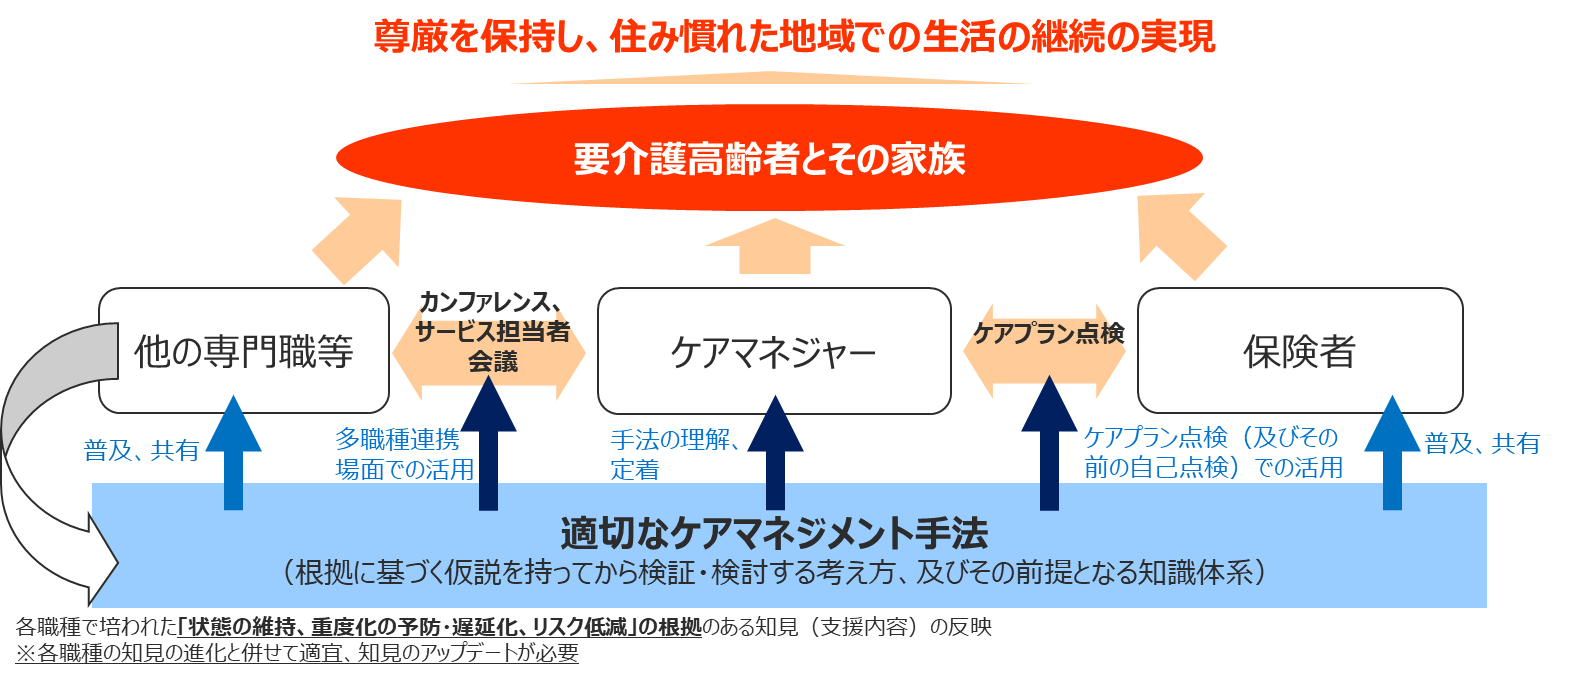 尊厳を保持し、住み慣れた地域での生活の継続の実現
要介護高齢者とその家族
他の専門職等
カンファレンス、
サービス担当者
会議
ケアマネジャー
ケアプラン点検
保険者
普及、共有
多職種連携
場面での活用
手法の理解、
定着
ケアプラン点検（及びその
前の自己点検）での活用
普及、共有
適切なケアマネジメント手法
（根拠に基づく仮説を持ってから検証・検討する考え方、及びその前提となる知識体系）
各職種で培われた「状態の維持、重度化の予防・遅延化、リスク低減」の根拠のある知見（支援内容）の反映
※各職種の知見の進化と併せて適宜、知見のアップデートが必要